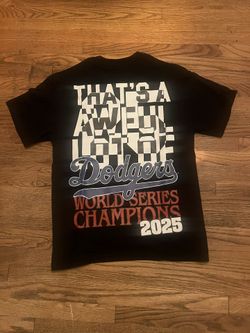 THAT'S A
AWFUL
LOT OF
Dodgers
WORLD SERIES
CHAMPIONS
2025